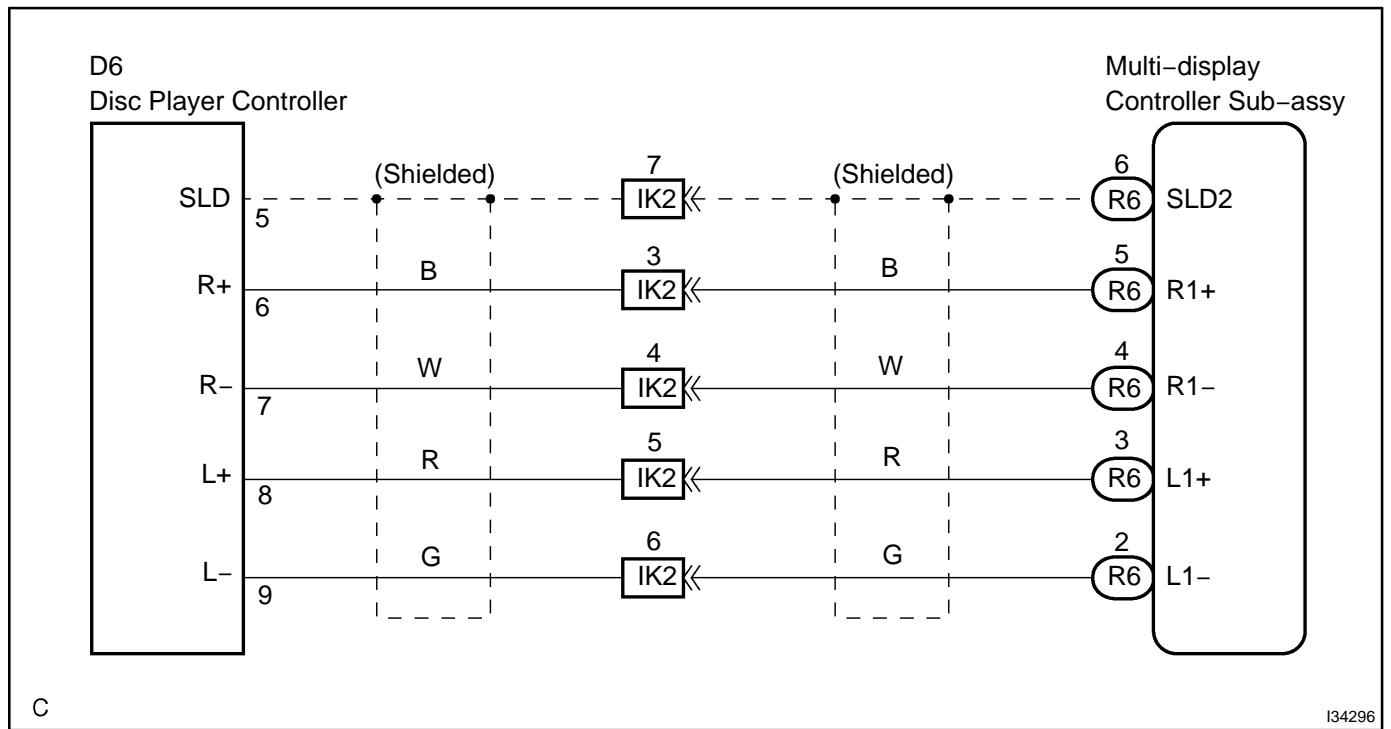 D6
Disc Player Controller
Multi−display
Controller Sub−assy
(Shielded)
7
(Shielded)
6
SLD
5
IK2
R6
SLD2
B
3
B
5
R+
6
IK2
R6
R1+
W
4
W
4
R−
7
IK2
R6
R1−
R
5
R
3
L+
8
IK2
R6
L1+
G
6
G
2
L−
9
IK2
R6
L1−
C
I34296